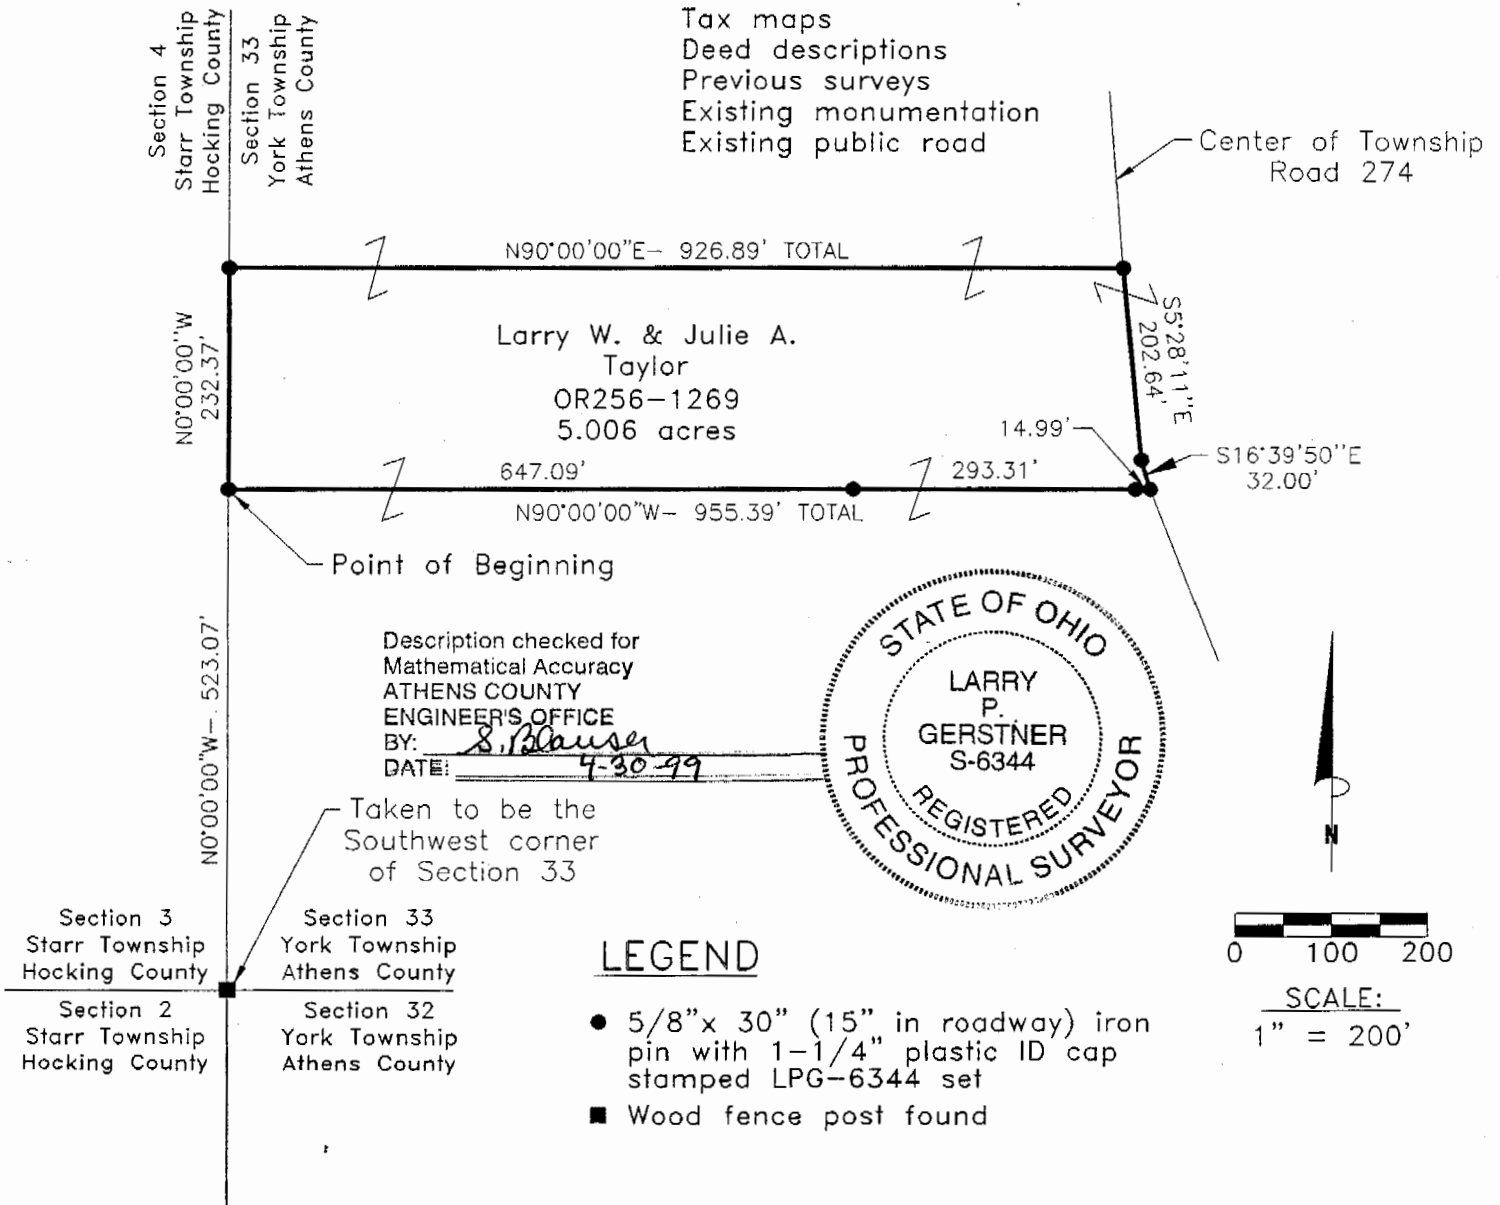 Tax maps
Deed descriptions
Previous surveys
Existing monumentation
Existing public road
Section 4
Starr Township
Hocking County
Section 33
York Township
Athens County
Center of Township
Road 274
N90°00'00"E- 926.89' TOTAL
N0°00'00"W
232.37'
Larry W. & Julie A.
Taylor
OR256-1269
5.006 acres
S5°28'11"E
202.64'
14.99'
S16°39'50"E
32.00'
647.09'
293.31'
N90°00'00"W- 955.39' TOTAL
Point of Beginning
N0°00'00"W- 523.07'
Description checked for
Mathematical Accuracy
ATHENS COUNTY
ENGINEER'S OFFICE
BY: S. Blauser
DATE: 4-30-99
STATE OF OHIO
LARRY
P.
GERSTNER
S-6344
REGISTERED
PROFESSIONAL SURVEYOR
Taken to be the
Southwest corner
of Section 33
N
Section 3
Starr Township
Hocking County
Section 33
York Township
Athens County
Section 2
Starr Township
Hocking County
Section 32
York Township
Athens County
LEGEND
5/8"x 30" (15" in roadway) iron
pin with 1-1/4" plastic ID cap
stamped LPG-6344 set
Wood fence post found
0 100 200
SCALE:
1" = 200'